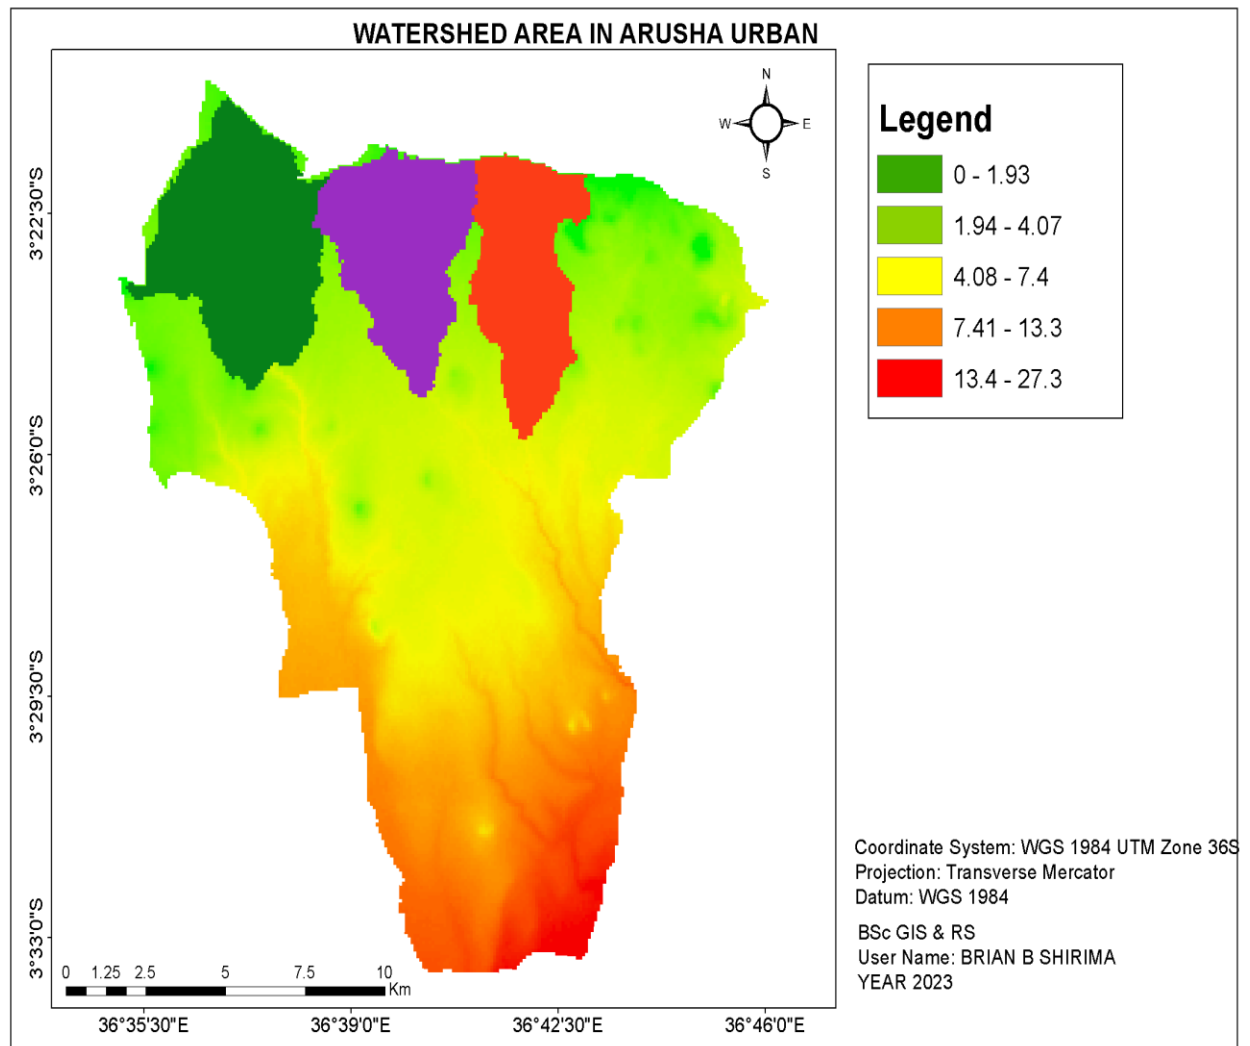 WATERSHED AREA IN ARUSHA URBAN
N
W E
S
Legend
0 - 1.93
1.94 - 4.07
4.08 - 7.4
7.41 - 13.3
13.4 - 27.3
3°22'30"S
3°26'0"S
3°29'30"S
3°33'0"S
Coordinate System: WGS 1984 UTM Zone 36S
Projection: Transverse Mercator
Datum: WGS 1984
BSc GIS & RS
User Name: BRIAN B SHIRIMA
YEAR 2023
0 1.25 2.5 5 7.5 10
Km
36°35'30"E 36°39'0"E 36°42'30"E 36°46'0"E